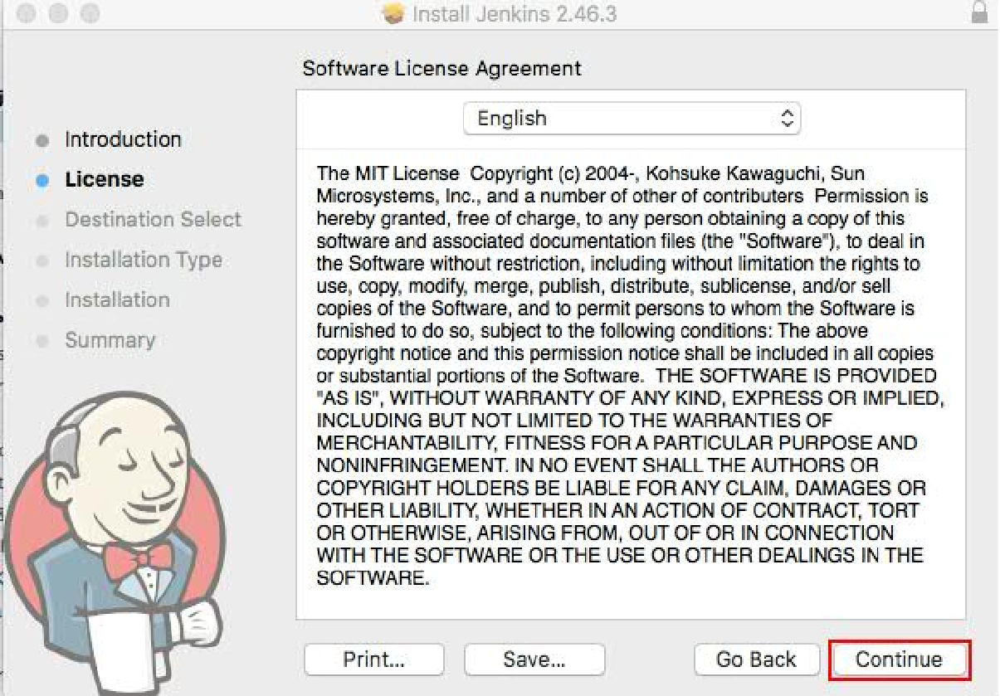 Install Jenkins 2.46.3
Software License Agreement
Introduction
License
Destination Select
Installation Type
Installation
Summary
English
The MIT License  Copyright (c) 2004-, Kohsuke Kawaguchi, Sun
Microsystems, Inc., and a number of other of contributers  Permission is
hereby granted, free of charge, to any person obtaining a copy of this
software and associated documentation files (the "Software"), to deal in
the Software without restriction, including without limitation the rights to
use, copy, modify, merge, publish, distribute, sublicense, and/or sell
copies of the Software, and to permit persons to whom the Software is
furnished to do so, subject to the following conditions: The above
copyright notice and this permission notice shall be included in all copies
or substantial portions of the Software.  THE SOFTWARE IS PROVIDED
"AS IS", WITHOUT WARRANTY OF ANY KIND, EXPRESS OR IMPLIED,
INCLUDING BUT NOT LIMITED TO THE WARRANTIES OF
MERCHANTABILITY, FITNESS FOR A PARTICULAR PURPOSE AND
NONINFRINGEMENT. IN NO EVENT SHALL THE AUTHORS OR
COPYRIGHT HOLDERS BE LIABLE FOR ANY CLAIM, DAMAGES OR
OTHER LIABILITY, WHETHER IN AN ACTION OF CONTRACT, TORT
OR OTHERWISE, ARISING FROM, OUT OF OR IN CONNECTION
WITH THE SOFTWARE OR THE USE OR OTHER DEALINGS IN THE
SOFTWARE.
Print... Save... Go Back Continue